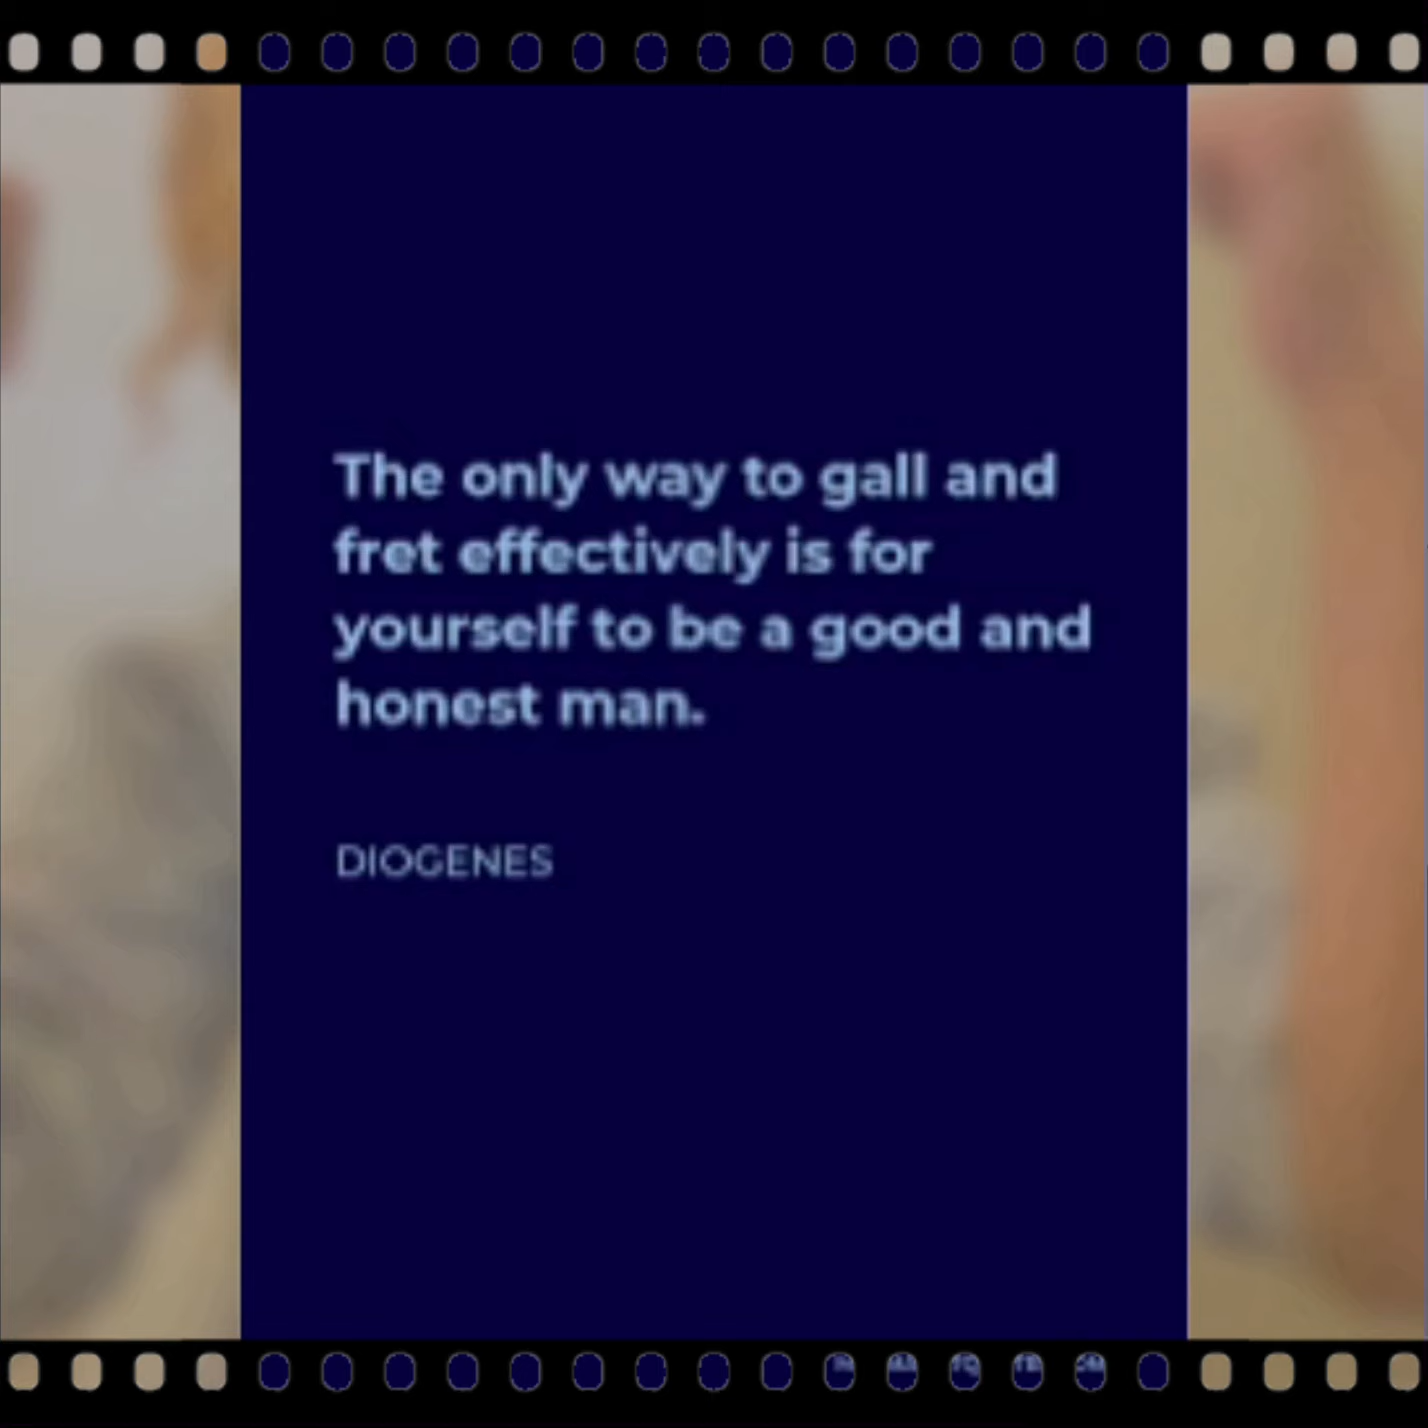 The only way to gall and
fret effectively is for
yourself to be a good and
honest man.
DIOGENES